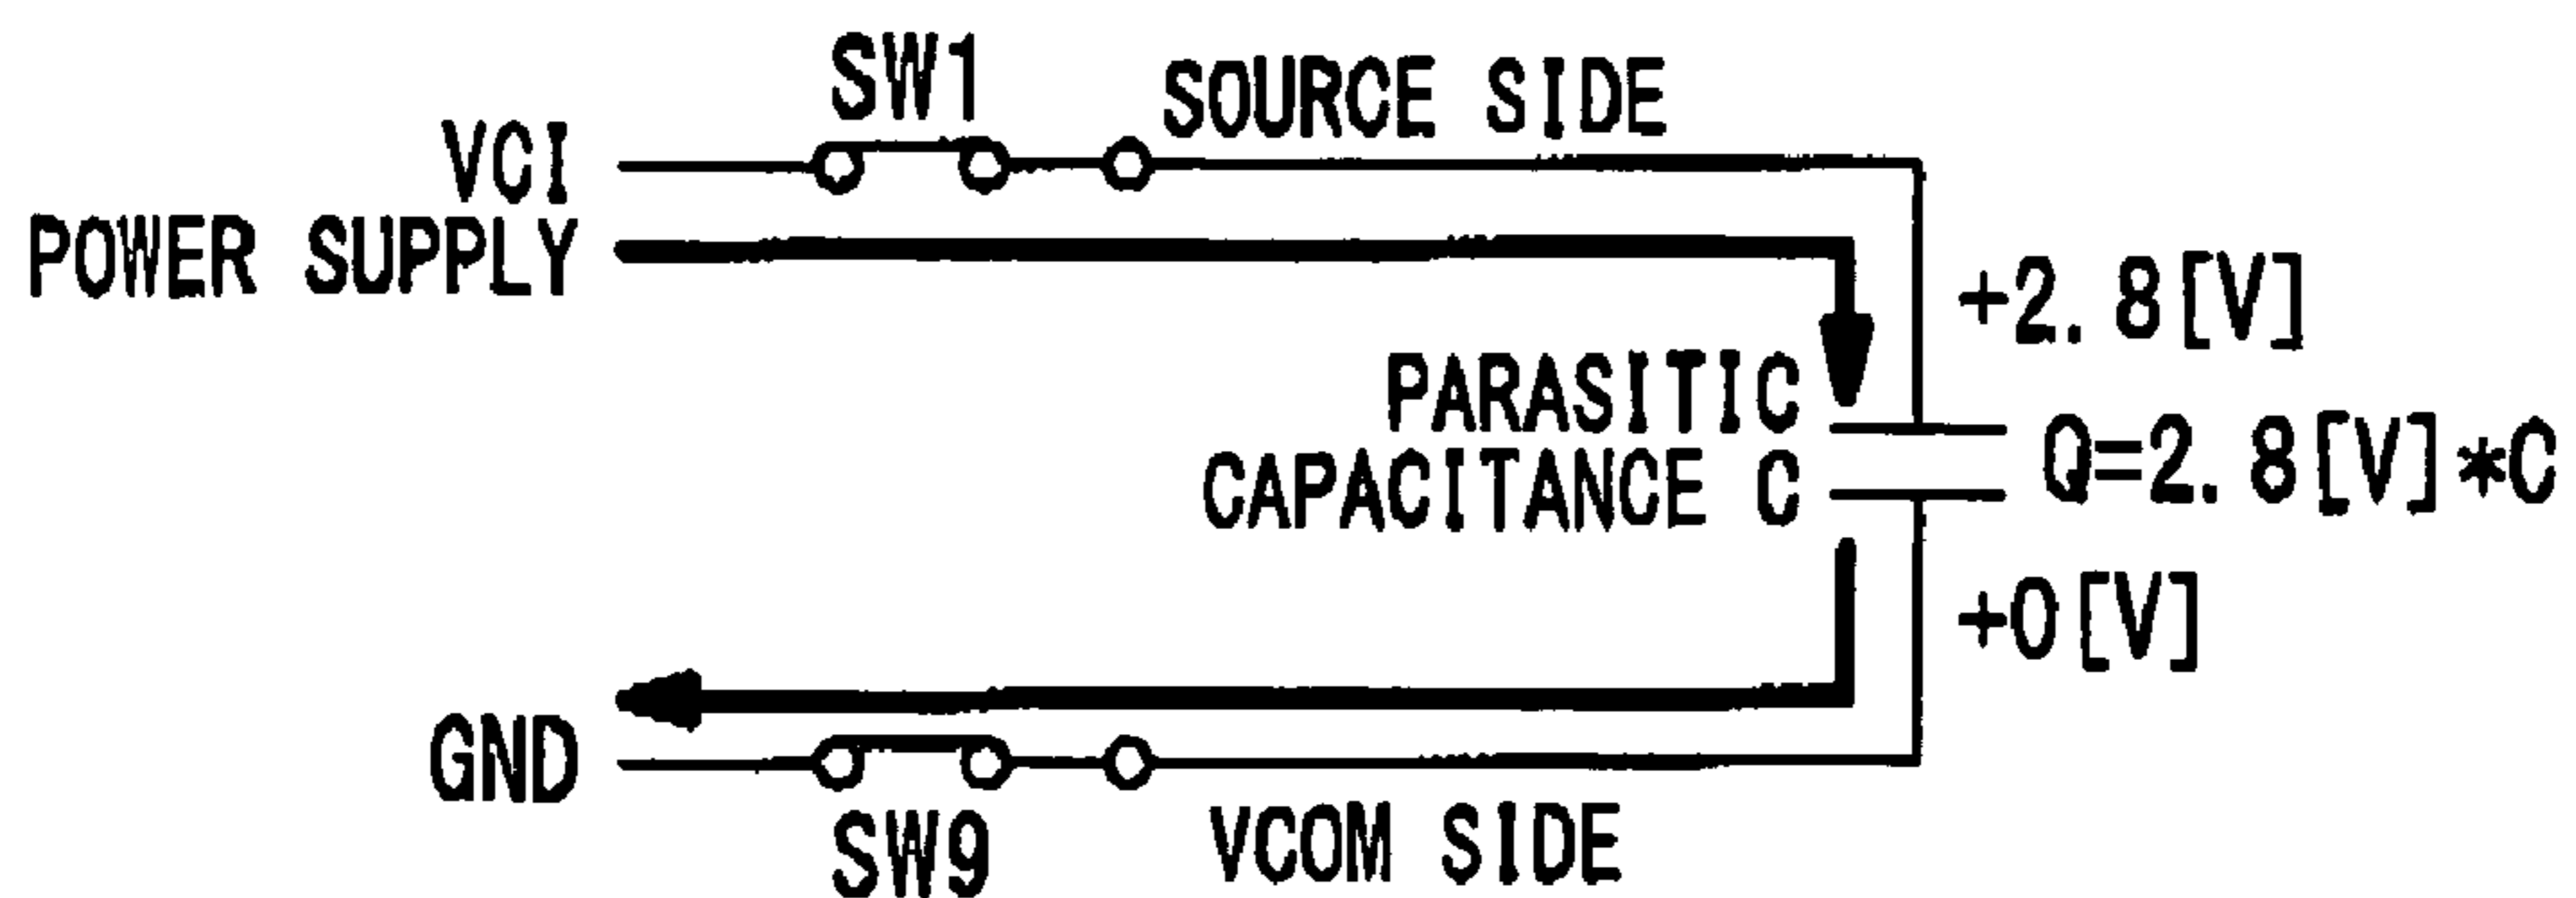 SW1
SOURCE SIDE
VCI
POWER SUPPLY
+2.8[V]
PARASITIC
CAPACITANCE C
Q=2.8[V]*C
+0[V]
GND
SW9
VCOM SIDE